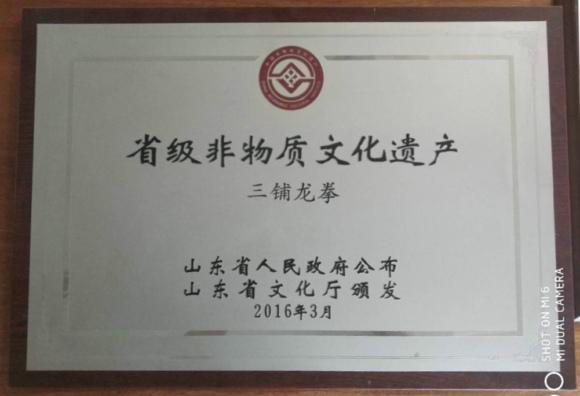 省级非物质文化遗产
三铺龙拳
山东省人民政府公布
山东省文化厅颁发
2016年3月
SHOT ON MI 6
MI DUAL CAMERA